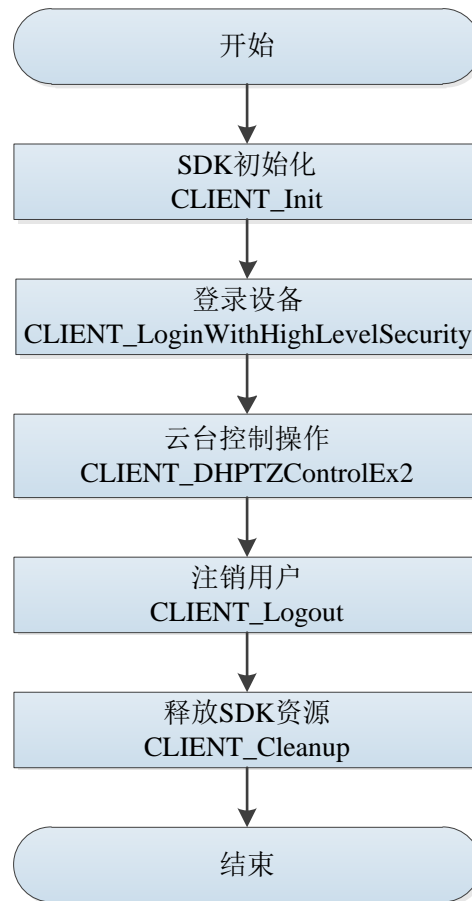 开始
SDK初始化
CLIENT_Init
登录设备
CLIENT_LoginWithHighLevelSecurity
云台控制操作
CLIENT_DHPTZControlEx2
注销用户
CLIENT_Logout
释放SDK资源
CLIENT_Cleanup
结束